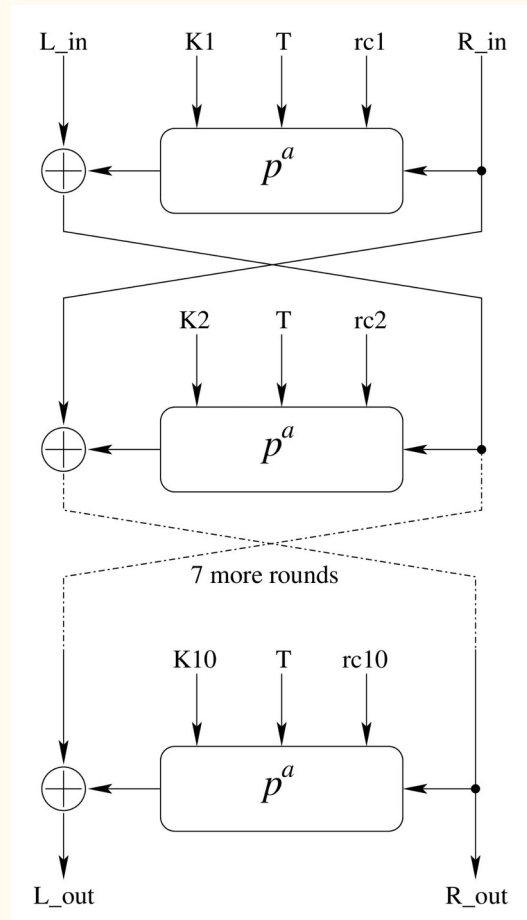 L_in K1 T rc1 R_in
p^a
K2 T rc2
p^a
7 more rounds
K10 T rc10
p^a
L_out R_out